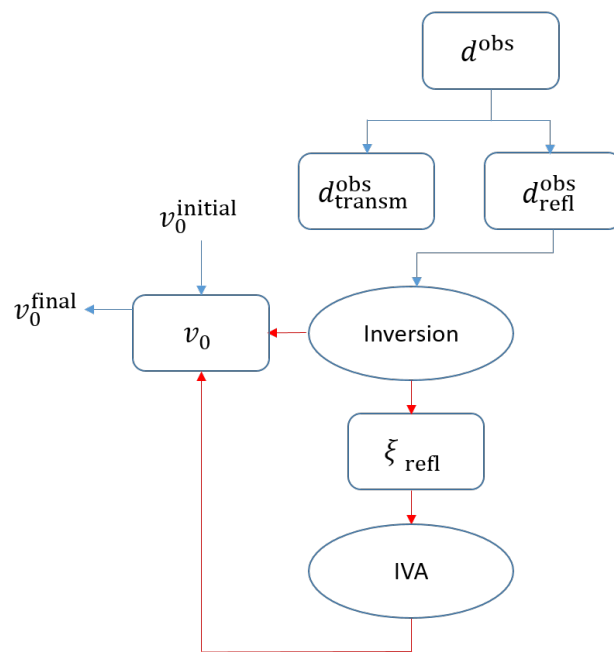 d^obs
d^obs_transm
d^obs_refl
v_0^initial
v_0^final
v_0
Inversion
ξ_refl
IVA